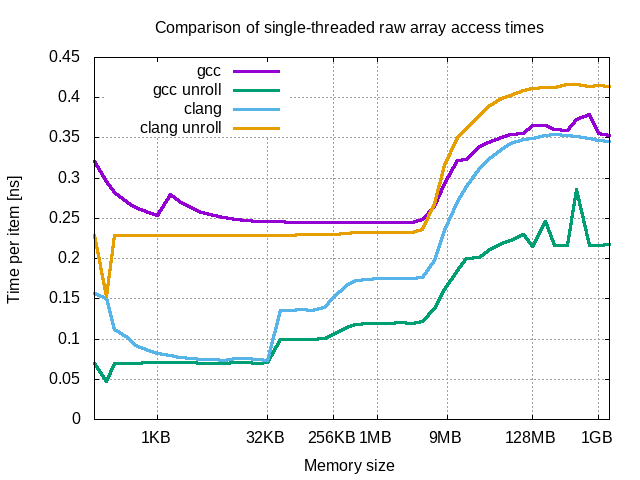 Comparison of single-threaded raw array access times
0.45
0.4
0.35
0.3
0.25
0.2
0.15
0.1
0.05
0
Time per item [ns]
gcc
gcc unroll
clang
clang unroll
1KB 32KB 256KB 1MB 9MB 128MB 1GB
Memory size